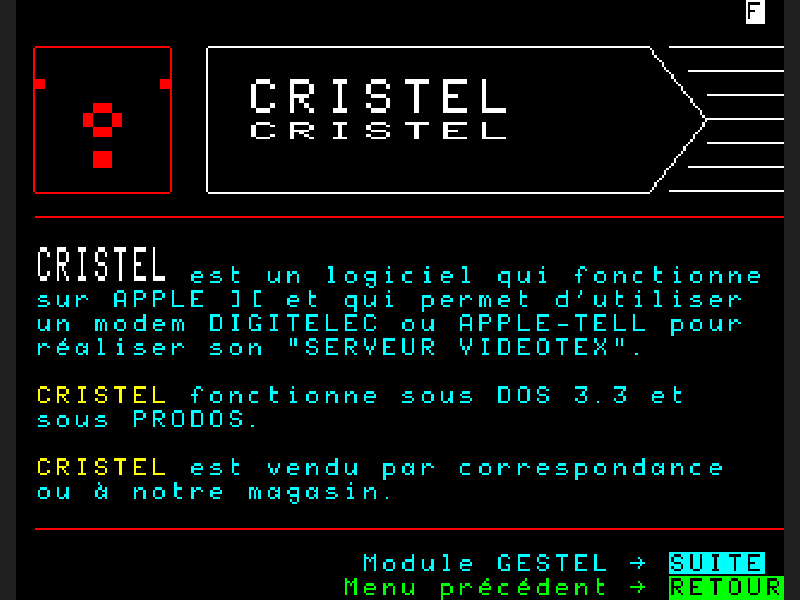 F
CRISTEL
CRISTEL
CRISTEL est un logiciel qui fonctionne
sur APPLE ][ et qui permet d'utiliser
un modem DIGITELEC ou APPLE-TELL pour
réaliser son "SERVEUR VIDEOTEX".
CRISTEL fonctionne sous DOS 3.3 et
sous PRODOS.
CRISTEL est vendu par correspondance
ou à notre magasin.
Module GESTEL → SUITE
Menu précédent → RETOUR